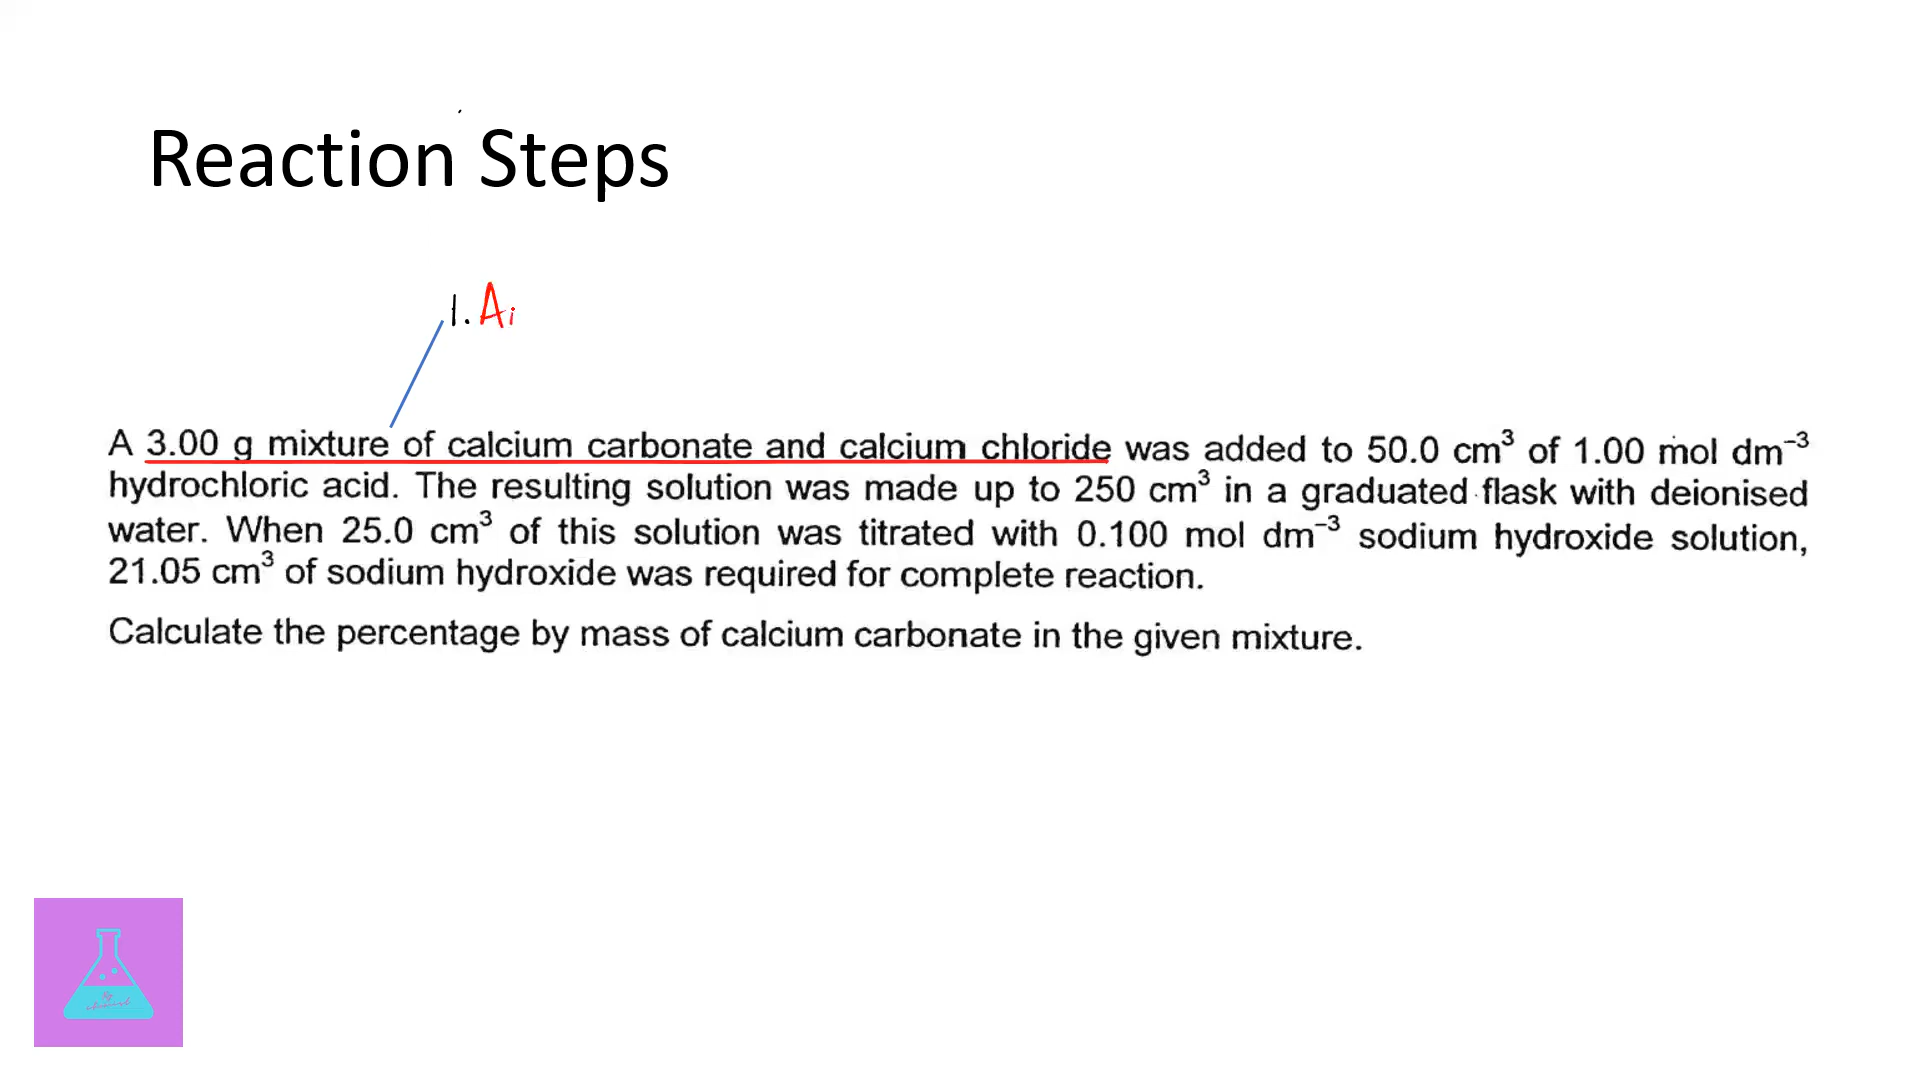 Reaction Steps
1. Ai
A 3.00 g mixture of calcium carbonate and calcium chloride was added to 50.0 cm³ of 1.00 mol dm⁻³
hydrochloric acid. The resulting solution was made up to 250 cm³ in a graduated flask with deionised
water. When 25.0 cm³ of this solution was titrated with 0.100 mol dm⁻³ sodium hydroxide solution,
21.05 cm³ of sodium hydroxide was required for complete reaction.
Calculate the percentage by mass of calcium carbonate in the given mixture.